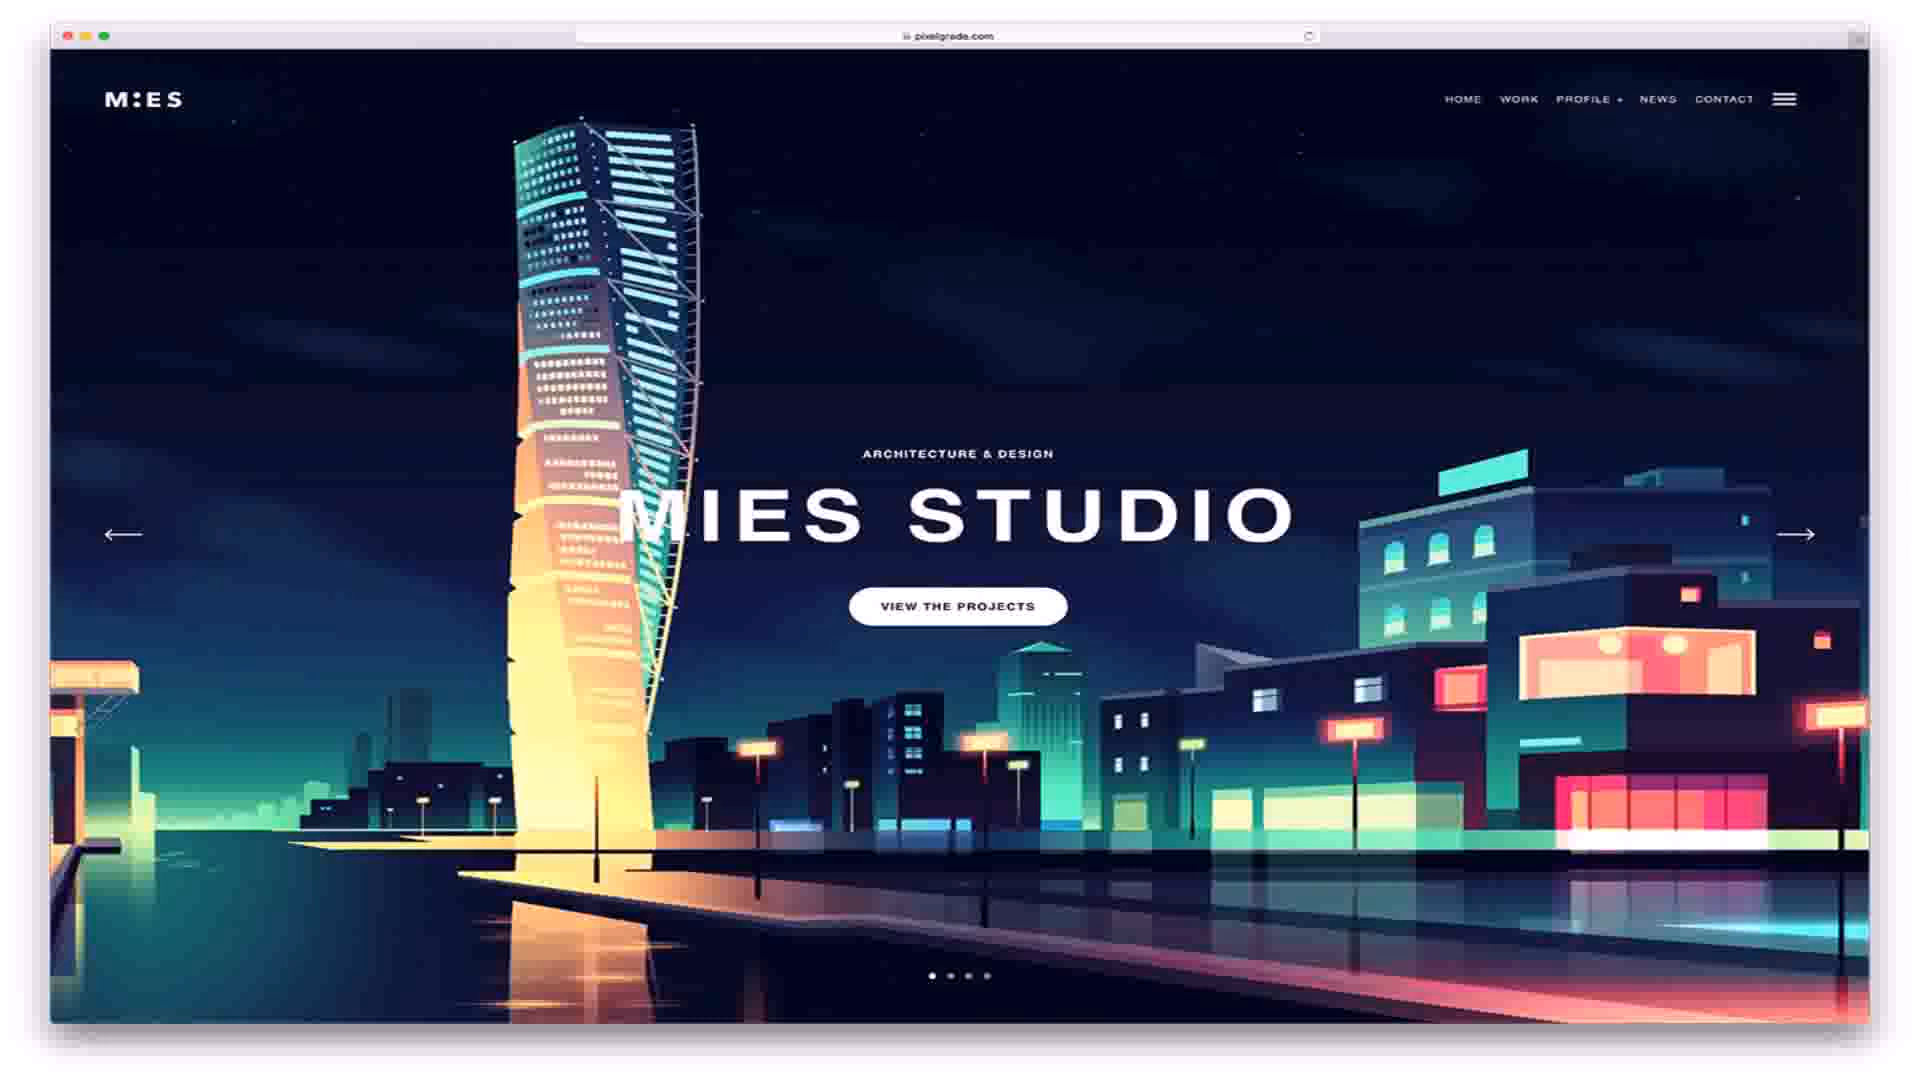 pixelgrade.com
M:ES
HOME WORK PROFILE NEWS CONTACT
ARCHITECTURE & DESIGN
MIES STUDIO
VIEW THE PROJECTS